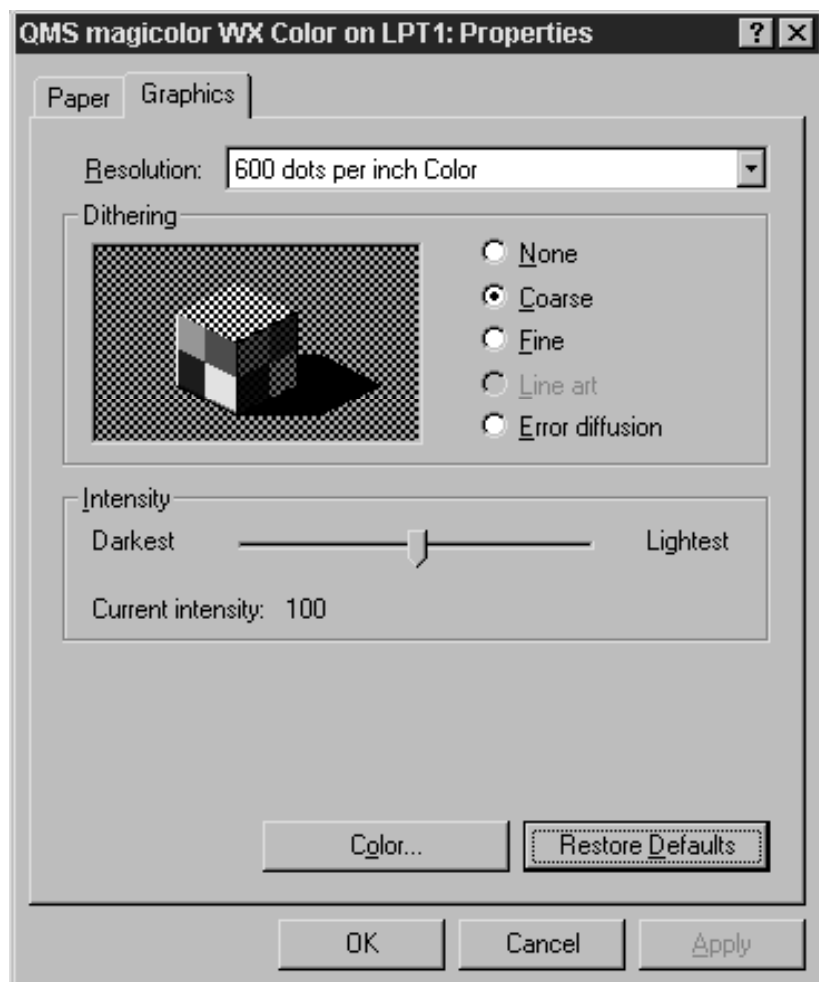 QMS magicolor WX Color on LPT1: Properties ? X
Paper Graphics
Resolution: 600 dots per inch Color
Dithering
None
Coarse
Fine
Line art
Error diffusion
Intensity
Darkest Lightest
Current intensity: 100
Color... Restore Defaults
OK Cancel Apply